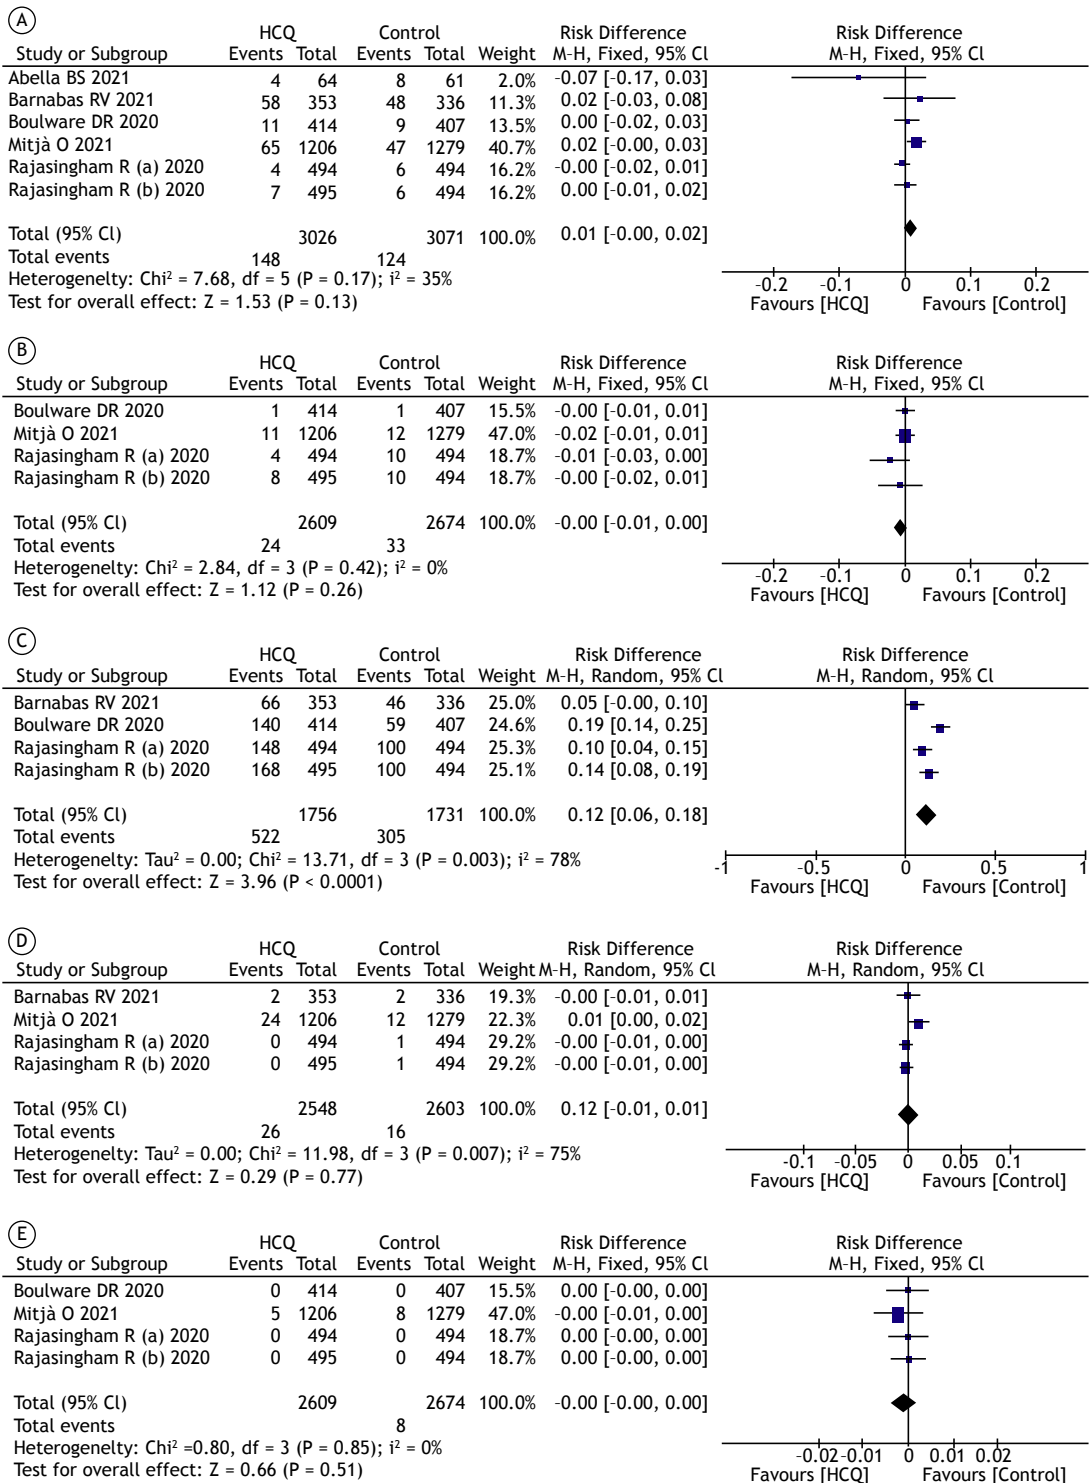 A
HCQ Control Risk Difference Risk Difference
Study or Subgroup Events Total Events Total Weight M-H, Fixed, 95% Cl M-H, Fixed, 95% Cl
Abella BS 2021 4 64 8 61 2.0% -0.07 [-0.17, 0.03]
Barnabas RV 2021 58 353 48 336 11.3% 0.02 [-0.03, 0.08]
Boulware DR 2020 11 414 9 407 13.5% 0.00 [-0.02, 0.03]
Mitjà O 2021 65 1206 47 1279 40.7% 0.02 [-0.00, 0.03]
Rajasingham R (a) 2020 4 494 6 494 16.2% -0.00 [-0.02, 0.01]
Rajasingham R (b) 2020 7 495 6 494 16.2% 0.00 [-0.01, 0.02]
Total (95% Cl) 3026 3071 100.0% 0.01 [-0.00, 0.02]
Total events 148 124
Heterogenelty: Chi² = 7.68, df = 5 (P = 0.17); i² = 35%
Test for overall effect: Z = 1.53 (P = 0.13)
-0.2 -0.1 0 0.1 0.2
Favours [HCQ] Favours [Control]
B
HCQ Control Risk Difference Risk Difference
Study or Subgroup Events Total Events Total Weight M-H, Fixed, 95% Cl M-H, Fixed, 95% Cl
Boulware DR 2020 1 414 1 407 15.5% -0.00 [-0.01, 0.01]
Mitjà O 2021 11 1206 12 1279 47.0% -0.02 [-0.01, 0.01]
Rajasingham R (a) 2020 4 494 10 494 18.7% -0.01 [-0.03, 0.00]
Rajasingham R (b) 2020 8 495 10 494 18.7% -0.00 [-0.02, 0.01]
Total (95% Cl) 2609 2674 100.0% -0.00 [-0.01, 0.00]
Total events 24 33
Heterogenelty: Chi² = 2.84, df = 3 (P = 0.42); i² = 0%
Test for overall effect: Z = 1.12 (P = 0.26)
-0.2 -0.1 0 0.1 0.2
Favours [HCQ] Favours [Control]
C
HCQ Control Risk Difference Risk Difference
Study or Subgroup Events Total Events Total Weight M-H, Random, 95% Cl M-H, Random, 95% Cl
Barnabas RV 2021 66 353 46 336 25.0% 0.05 [-0.00, 0.10]
Boulware DR 2020 140 414 59 407 24.6% 0.19 [0.14, 0.25]
Rajasingham R (a) 2020 148 494 100 494 25.3% 0.10 [0.04, 0.15]
Rajasingham R (b) 2020 168 495 100 494 25.1% 0.14 [0.08, 0.19]
Total (95% Cl) 1756 1731 100.0% 0.12 [0.06, 0.18]
Total events 522 305
Heterogenelty: Tau² = 0.00; Chi² = 13.71, df = 3 (P = 0.003); i² = 78%
Test for overall effect: Z = 3.96 (P < 0.0001)
-1 -0.5 0 0.5 1
Favours [HCQ] Favours [Control]
D
HCQ Control Risk Difference Risk Difference
Study or Subgroup Events Total Events Total Weight M-H, Random, 95% Cl M-H, Random, 95% Cl
Barnabas RV 2021 2 353 2 336 19.3% -0.00 [-0.01, 0.01]
Mitjà O 2021 24 1206 12 1279 22.3% 0.01 [0.00, 0.02]
Rajasingham R (a) 2020 0 494 1 494 29.2% -0.00 [-0.01, 0.00]
Rajasingham R (b) 2020 0 495 1 494 29.2% -0.00 [-0.01, 0.00]
Total (95% Cl) 2548 2603 100.0% 0.12 [-0.01, 0.01]
Total events 26 16
Heterogenelty: Tau² = 0.00; Chi² = 11.98, df = 3 (P = 0.007); i² = 75%
Test for overall effect: Z = 0.29 (P = 0.77)
-0.1 -0.05 0 0.05 0.1
Favours [HCQ] Favours [Control]
E
HCQ Control Risk Difference Risk Difference
Study or Subgroup Events Total Events Total Weight M-H, Fixed, 95% Cl M-H, Fixed, 95% Cl
Boulware DR 2020 0 414 0 407 15.5% 0.00 [-0.00, 0.00]
Mitjà O 2021 5 1206 8 1279 47.0% -0.00 [-0.01, 0.00]
Rajasingham R (a) 2020 0 494 0 494 18.7% 0.00 [-0.00, 0.00]
Rajasingham R (b) 2020 0 495 0 494 18.7% 0.00 [-0.00, 0.00]
Total (95% Cl) 2609 2674 100.0% -0.00 [-0.00, 0.00]
Total events 8
Heterogenelty: Chi² =0.80, df = 3 (P = 0.85); i² = 0%
Test for overall effect: Z = 0.66 (P = 0.51)
-0.02 -0.01 0 0.01 0.02
Favours [HCQ] Favours [Control]